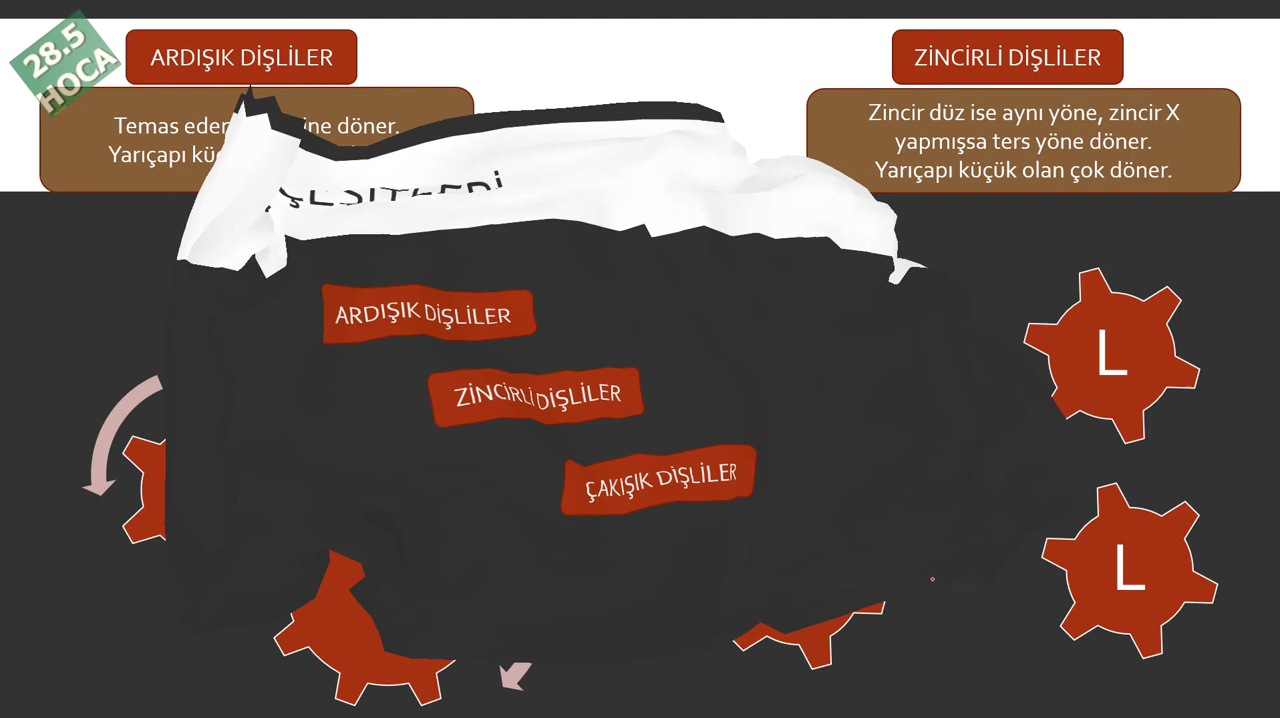 28.5
HOCA
ARDIŞIK DİŞLİLER
Temas eden döner.
Yarıçapı
ZİNCİRLİ DİŞLİLER
Zincir düz ise aynı yöne, zincir X
yapmışsa ters yöne döner.
Yarıçapı küçük olan çok döner.
ARDIŞIK DİŞLİLER
ZİNCİRLİ DİŞLİLER
ÇAKIŞIK DİŞLİLER
L
L